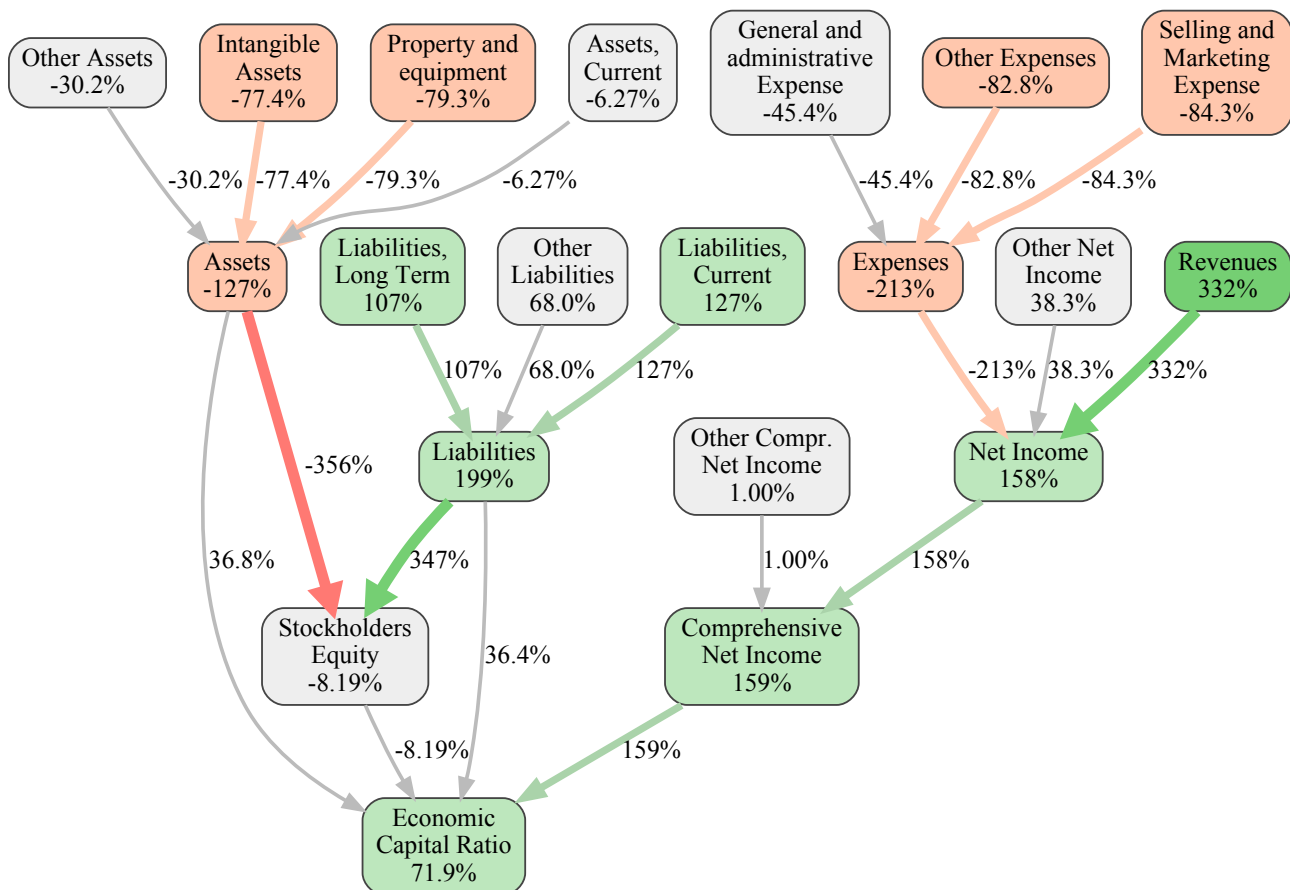 Other Assets
-30.2%
Intangible
Assets
-77.4%
Property and
equipment
-79.3%
Assets,
Current
-6.27%
General and
administrative
Expense
-45.4%
Other Expenses
-82.8%
Selling and
Marketing
Expense
-84.3%
-30.2%
-77.4%
-79.3%
-6.27%
-45.4%
-82.8%
-84.3%
Assets
-127%
Liabilities,
Long Term
107%
Other
Liabilities
68.0%
Liabilities,
Current
127%
Expenses
-213%
Other Net
Income
38.3%
Revenues
332%
107%
68.0%
127%
-213%
38.3%
332%
Liabilities
199%
Other Compr.
Net Income
1.00%
Net Income
158%
-356%
36.8%
347%
1.00%
158%
Stockholders
Equity
-8.19%
36.4%
Comprehensive
Net Income
159%
-8.19%
159%
Economic
Capital Ratio
71.9%